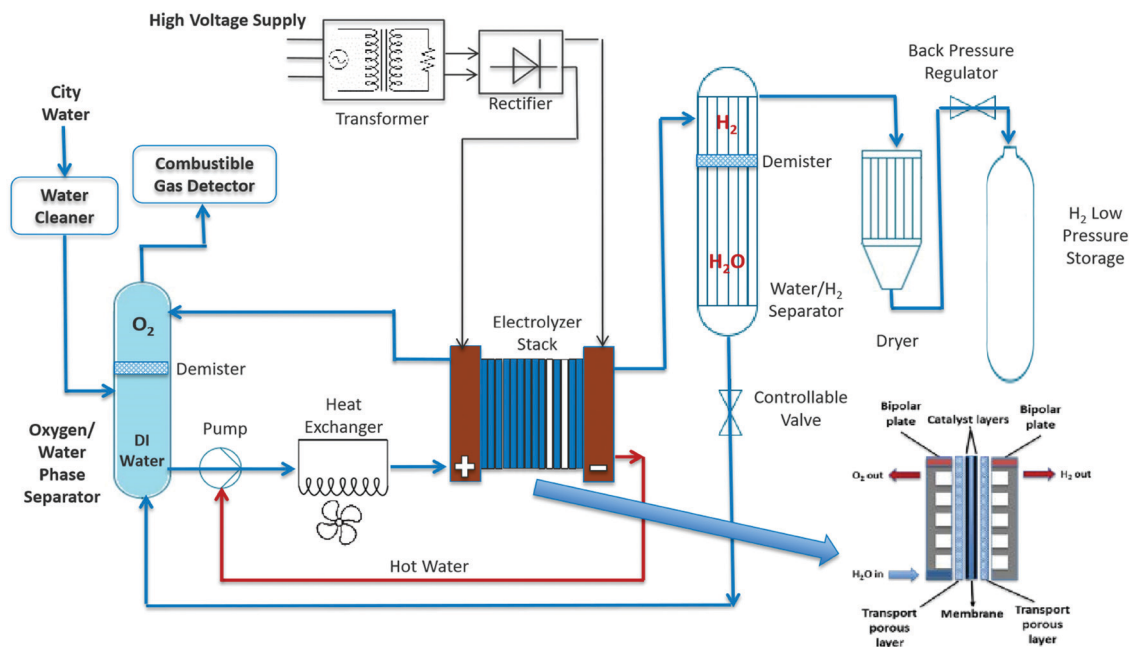 High Voltage Supply
Transformer
Rectifier
Back Pressure
Regulator
City
Water
Water
Cleaner
Combustible
Gas Detector
H₂
Demister
H₂O
Water/H₂
Separator
Dryer
H₂ Low
Pressure
Storage
O₂
Demister
DI
Water
Oxygen/
Water
Phase
Separator
Pump
Heat
Exchanger
Electrolyzer
Stack
+
−
Controllable
Valve
Hot Water
Bipolar
plate
Catalyst layers
Bipolar
plate
O₂ out
H₂ out
H₂O in
Transport
porous
layer
Membrane
Transport
porous
layer